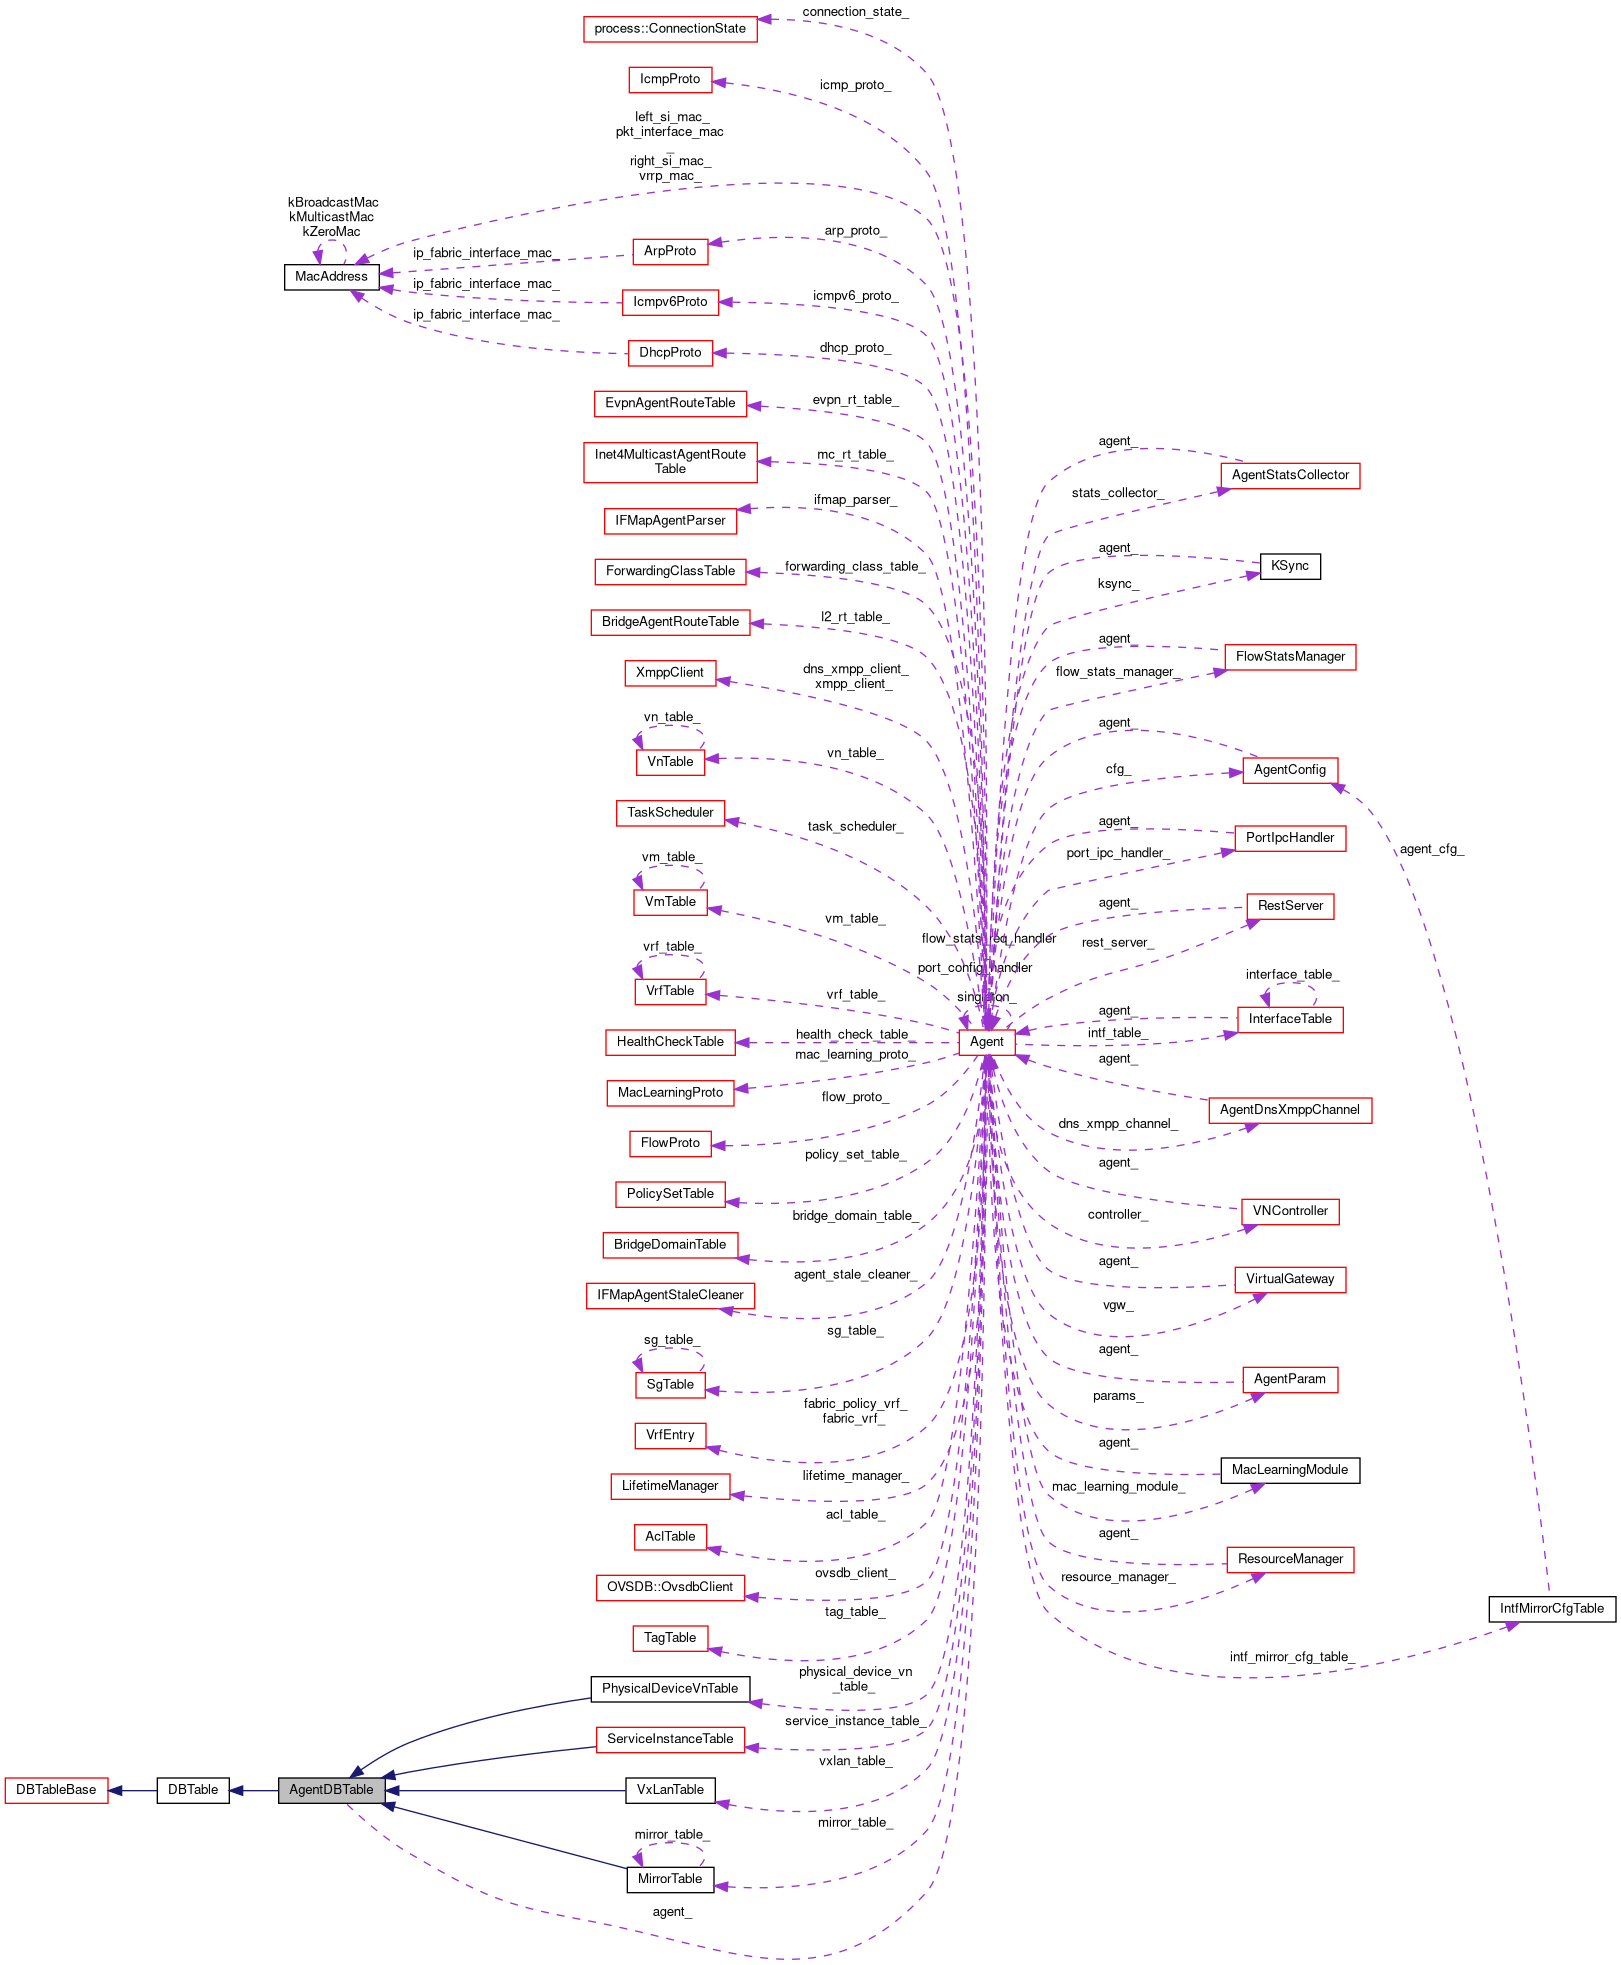 connection_state_
process::ConnectionState
IcmpProto
icmp_proto_
left_si_mac_
pkt_interface_mac
_
right_si_mac_
vrrp_mac_
kBroadcastMac
kMulticastMac
kZeroMac
MacAddress
ip_fabric_interface_mac_
ArpProto
arp_proto_
ip_fabric_interface_mac_
Icmpv6Proto
icmpv6_proto_
ip_fabric_interface_mac_
DhcpProto
dhcp_proto_
EvpnAgentRouteTable
evpn_rt_table_
Inet4MulticastAgentRoute
Table
mc_rt_table_
IFMapAgentParser
ifmap_parser_
ForwardingClassTable
forwarding_class_table_
BridgeAgentRouteTable
l2_rt_table_
XmppClient
dns_xmpp_client_
xmpp_client_
vn_table_
VnTable
vn_table_
TaskScheduler
task_scheduler_
vm_table_
VmTable
vm_table_
vrf_table_
VrfTable
vrf_table_
HealthCheckTable
health_check_table_
MacLearningProto
mac_learning_proto_
FlowProto
flow_proto_
PolicySetTable
policy_set_table_
BridgeDomainTable
bridge_domain_table_
IFMapAgentStaleCleaner
agent_stale_cleaner_
sg_table_
SgTable
sg_table_
VrfEntry
fabric_policy_vrf_
fabric_vrf_
LifetimeManager
lifetime_manager_
AclTable
acl_table_
OVSDB::OvsdbClient
ovsdb_client_
TagTable
tag_table_
PhysicalDeviceVnTable
physical_device_vn
_table_
ServiceInstanceTable
service_instance_table_
DBTableBase
DBTable
AgentDBTable
VxLanTable
vxlan_table_
mirror_table_
MirrorTable
mirror_table_
agent_
flow_stats_req_handler
_
port_config_handler
_
singleton_
Agent
agent_
stats_collector_
AgentStatsCollector
agent_
ksync_
KSync
agent_
flow_stats_manager_
FlowStatsManager
agent_
cfg_
AgentConfig
agent_
port_ipc_handler_
PortIpcHandler
agent_cfg_
agent_
rest_server_
RestServer
interface_table_
agent_
intf_table_
InterfaceTable
agent_
AgentDnsXmppChannel
dns_xmpp_channel_
agent_
VNController
controller_
agent_
VirtualGateway
vgw_
agent_
AgentParam
params_
agent_
MacLearningModule
mac_learning_module_
agent_
ResourceManager
resource_manager_
IntfMirrorCfgTable
intf_mirror_cfg_table_